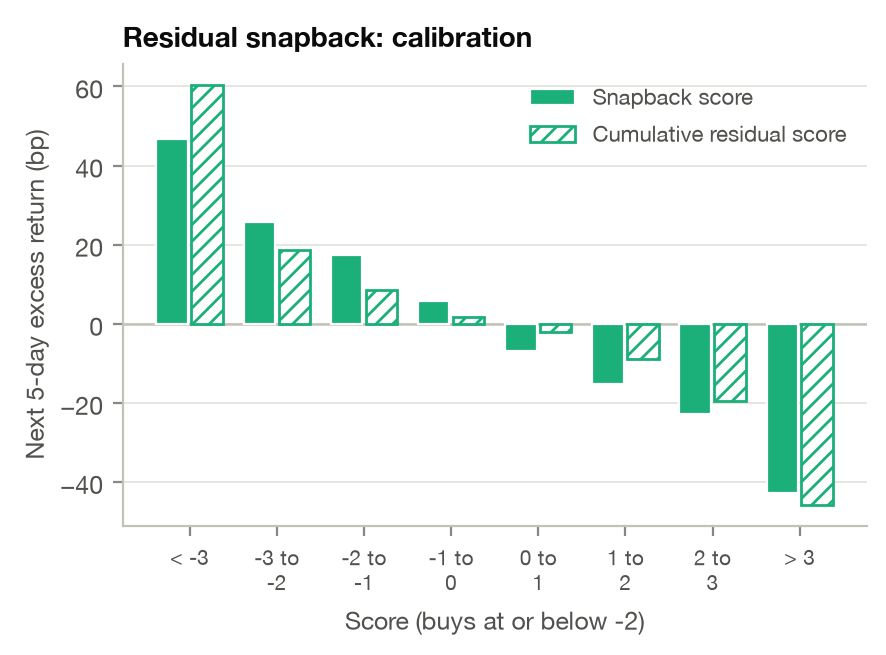 Residual snapback: calibration
Snapback score
Cumulative residual score
Next 5-day excess return (bp)
60
40
20
0
−20
−40
< -3
-3 to
-2
-2 to
-1
-1 to
0
0 to
1
1 to
2
2 to
3
> 3
Score (buys at or below -2)